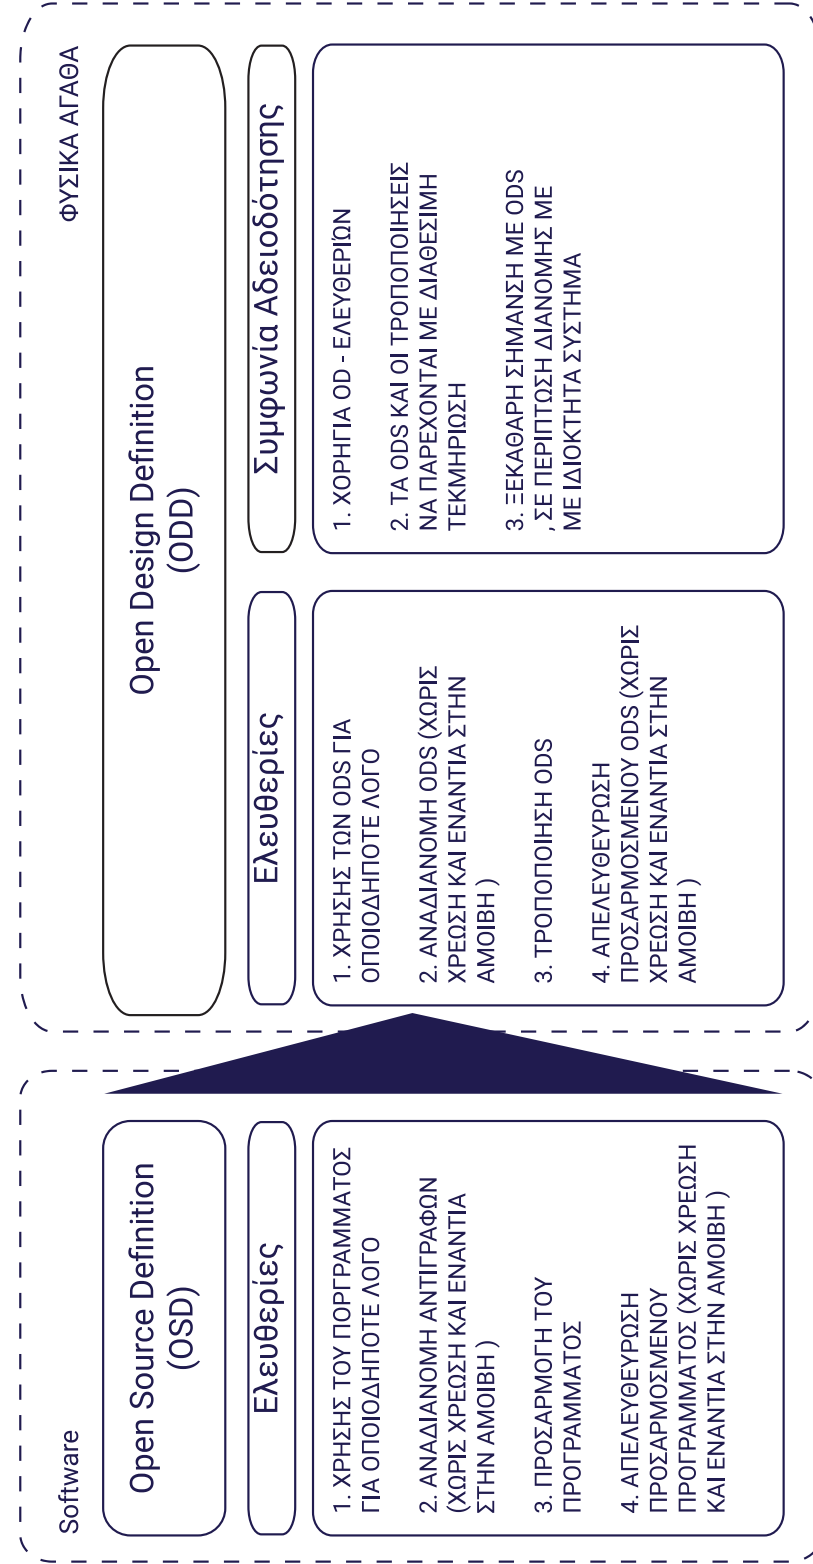 Software
Open Source Definition
(OSD)
Ελευθερίες
1. ΧΡΗΣΗΣ ΤΟΥ ΠΟΡΓΡΑΜΜΑΤΟΣ
ΓΙΑ ΟΠΟΙΟΔΗΠΟΤΕ ΛΟΓΟ
2. ΑΝΑΔΙΑΝΟΜΗ ΑΝΤΙΓΡΑΦΩΝ
(ΧΩΡΙΣ ΧΡΕΩΣΗ ΚΑΙ ΕΝΑΝΤΙΑ
ΣΤΗΝ ΑΜΟΙΒΗ )
3. ΠΡΟΣΑΡΜΟΓΗ ΤΟΥ
ΠΡΟΓΡΑΜΜΑΤΟΣ
4. ΑΠΕΛΕΥΘΕΥΡΩΣΗ
ΠΡΟΣΑΡΜΟΣΜΕΝΟΥ
ΠΡΟΓΡΑΜΜΑΤΟΣ (ΧΩΡΙΣ ΧΡΕΩΣΗ
ΚΑΙ ΕΝΑΝΤΙΑ ΣΤΗΝ ΑΜΟΙΒΗ )
ΦΥΣΙΚΑ ΑΓΑΘΑ
Open Design Definition
(ODD)
Ελευθερίες
1. ΧΡΗΣΗΣ ΤΩΝ ODS ΓΙΑ
ΟΠΟΙΟΔΗΠΟΤΕ ΛΟΓΟ
2. ΑΝΑΔΙΑΝΟΜΗ ODS (ΧΩΡΙΣ
ΧΡΕΩΣΗ ΚΑΙ ΕΝΑΝΤΙΑ ΣΤΗΝ
ΑΜΟΙΒΗ )
3. ΤΡΟΠΟΠΟΙΗΣΗ ODS
4. ΑΠΕΛΕΥΘΕΥΡΩΣΗ
ΠΡΟΣΑΡΜΟΣΜΕΝΟΥ ODS (ΧΩΡΙΣ
ΧΡΕΩΣΗ ΚΑΙ ΕΝΑΝΤΙΑ ΣΤΗΝ
ΑΜΟΙΒΗ )
Συμφωνία Αδειοδότησης
1. ΧΟΡΗΓΙΑ OD - ΕΛΕΥΘΕΡΙΏΝ
2. ΤΑ ODS ΚΑΙ ΟΙ ΤΡΟΠΟΠΟΙΗΣΕΙΣ
ΝΑ ΠΑΡΕΧΟΝΤΑΙ ΜΕ ΔΙΑΘΕΣΙΜΗ
ΤΕΚΜΗΡΙΩΣΗ
3. ΞΕΚΑΘΑΡΗ ΣΗΜΑΝΣΗ ΜΕ ODS
, ΣΕ ΠΕΡΙΠΤΩΣΗ ΔΙΑΝΟΜΗΣ ΜΕ
ΜΕ ΙΔΙΟΚΤΗΤΑ ΣΥΣΤΗΜΑ